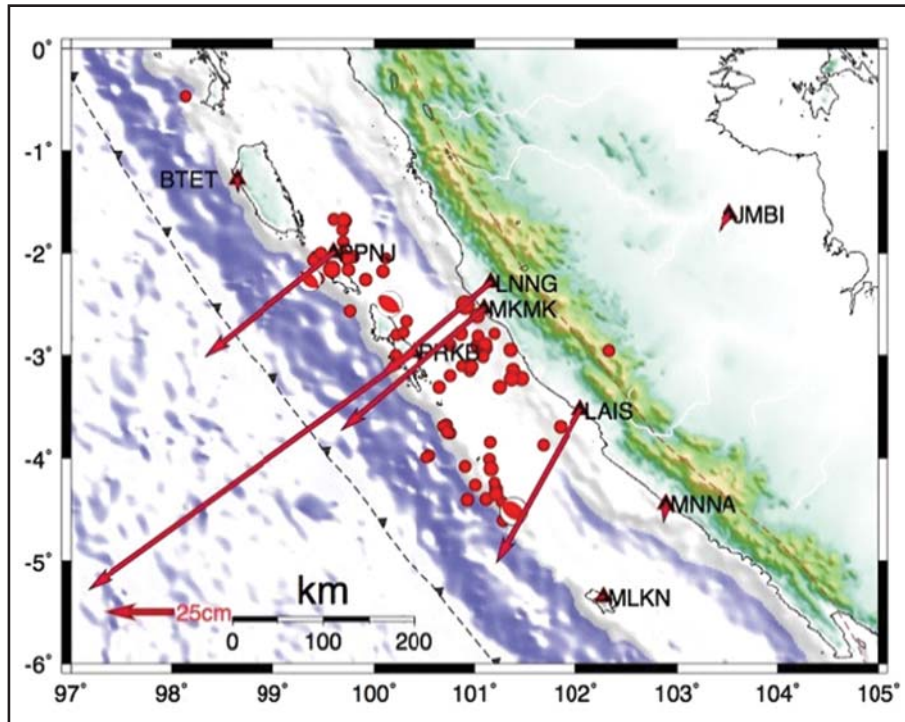 0°
-1°
BTET
JMBI
-2°
PPNJ
LNNG
MKMK
-3°
PRKB
LAIS
-4°
MNNA
-5°
km
MLKN
25cm
0 100 200
-6°
97° 98° 99° 100° 101° 102° 103° 104° 105°